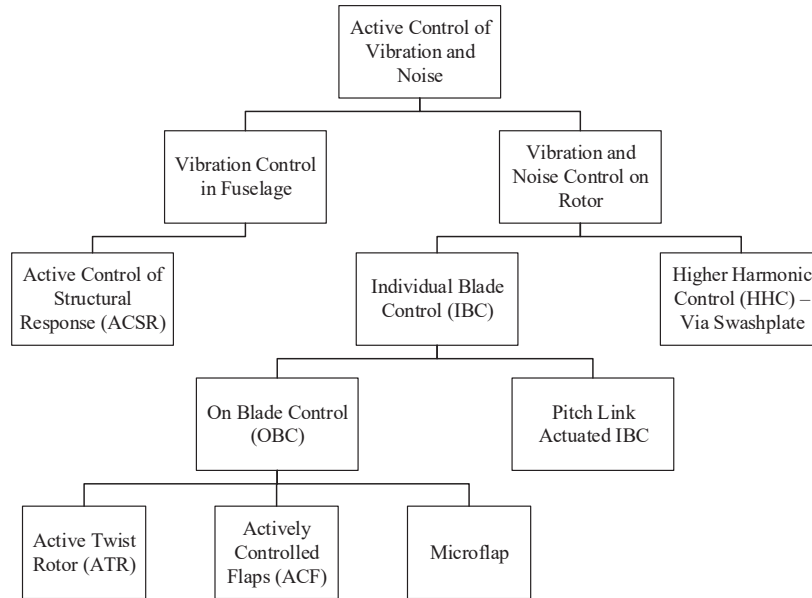 Active Control of
Vibration and
Noise
Vibration Control
in Fuselage
Vibration and
Noise Control on
Rotor
Active Control of
Structural
Response (ACSR)
Individual Blade
Control (IBC)
Higher Harmonic
Control (HHC) –
Via Swashplate
On Blade Control
(OBC)
Pitch Link
Actuated IBC
Active Twist
Rotor (ATR)
Actively
Controlled
Flaps (ACF)
Microflap